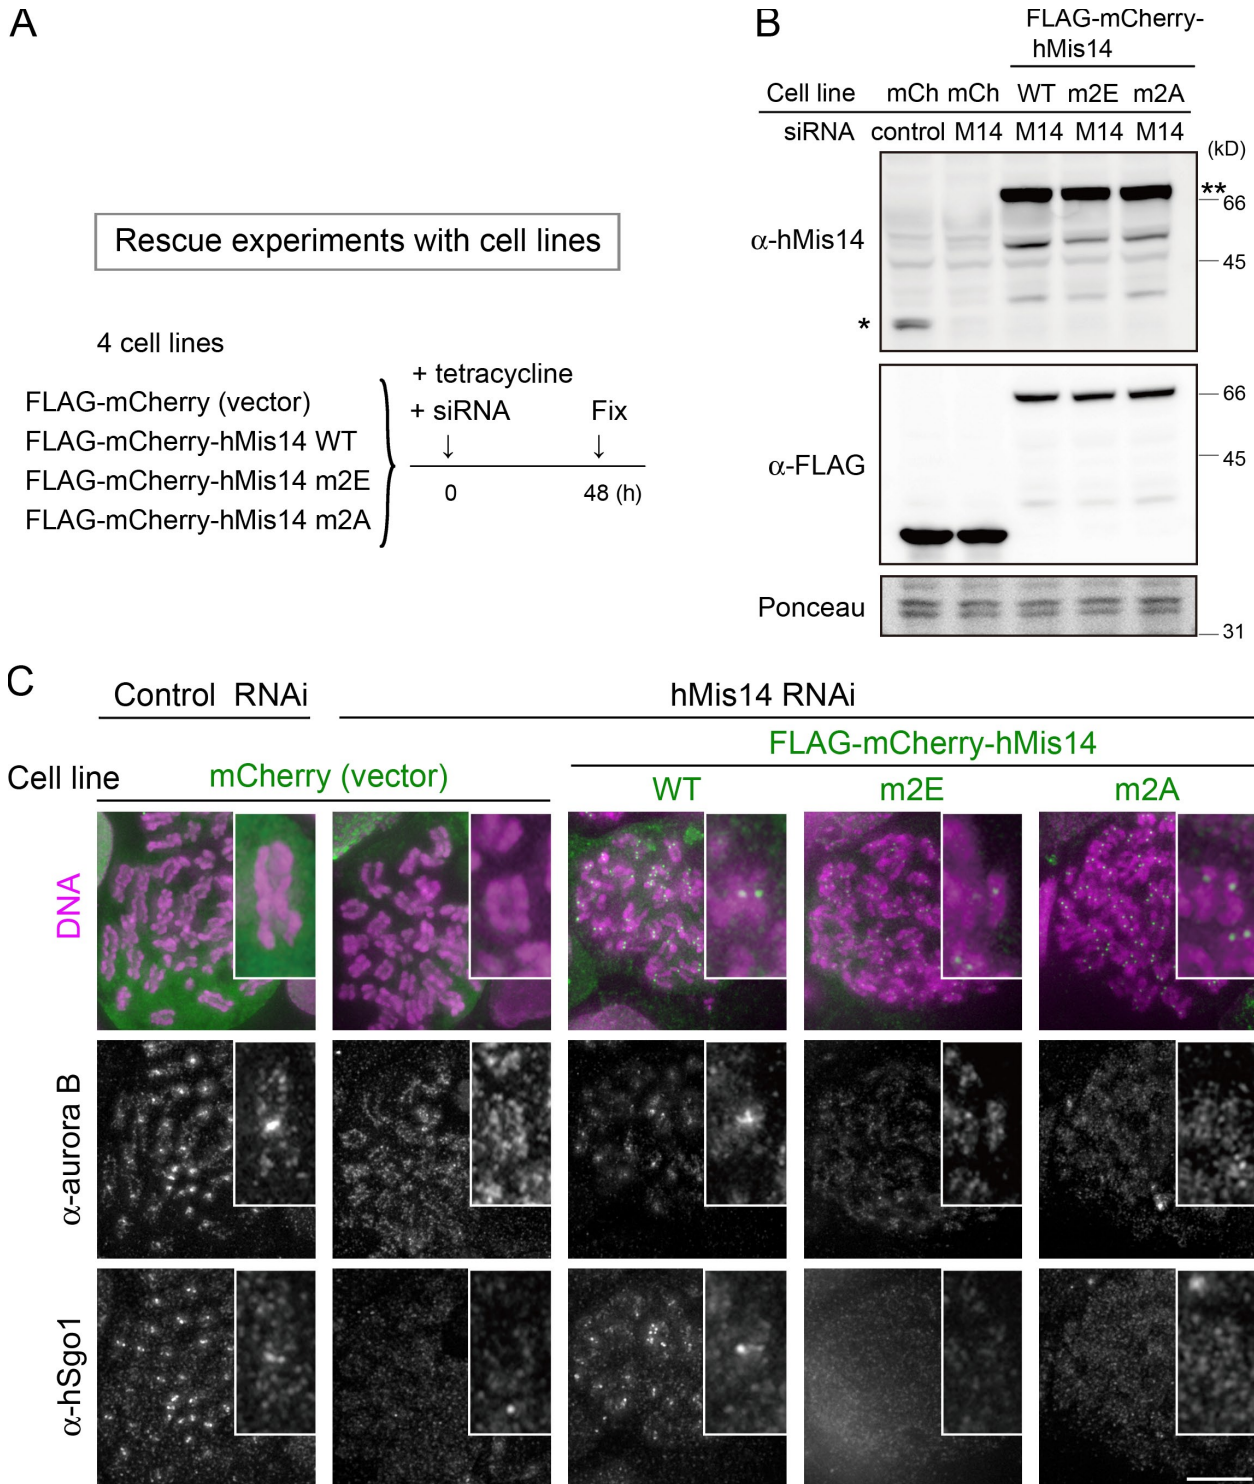 A
Rescue experiments with cell lines
4 cell lines
FLAG-mCherry (vector)
FLAG-mCherry-hMis14 WT
FLAG-mCherry-hMis14 m2E
FLAG-mCherry-hMis14 m2A
+ tetracycline
+ siRNA Fix
↓ ↓
0 48 (h)
B
FLAG-mCherry-
hMis14
Cell line mCh mCh WT m2E m2A
siRNA control M14 M14 M14 M14
(kD)
**
66
α-hMis14
45
*
66
45
α-FLAG
Ponceau
31
C
Control RNAi hMis14 RNAi
FLAG-mCherry-hMis14
Cell line mCherry (vector) WT m2E m2A
DNA
α-aurora B
α-hSgo1